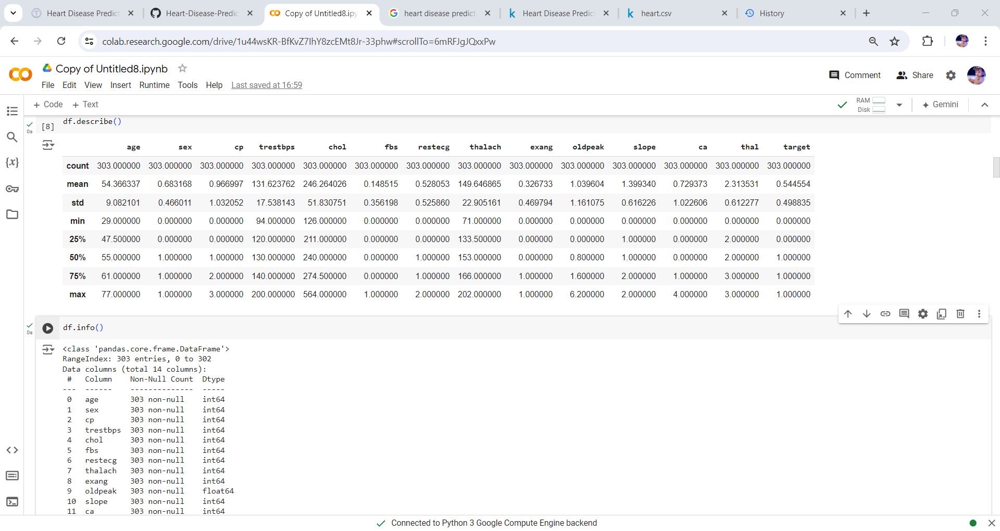 Heart Disease Predict
Heart-Disease-Predic
Copy of Untitled8.ipy
heart disease predict
Heart Disease Predic
heart.csv
History
colab.research.google.com/drive/1u44wsKR-BfKvZ7IhY8zcEMt8Jr-33phw#scrollTo=6mRFJgJQxxPw
Copy of Untitled8.ipynb
Comment
Share
File Edit View Insert Runtime Tools Help Last saved at 16:59
+ Code + Text
RAM
Disk
Gemini
0s
[8]
df.describe()
age sex cp trestbps chol fbs restecg thalach exang oldpeak slope ca thal target
count 303.000000 303.000000 303.000000 303.000000 303.000000 303.000000 303.000000 303.000000 303.000000 303.000000 303.000000 303.000000 303.000000 303.000000
mean 54.366337 0.683168 0.966997 131.623762 246.264026 0.148515 0.528053 149.646865 0.326733 1.039604 1.399340 0.729373 2.313531 0.544554
std 9.082101 0.466011 1.032052 17.538143 51.830751 0.356198 0.525860 22.905161 0.469794 1.161075 0.616226 1.022606 0.612277 0.498835
min 29.000000 0.000000 0.000000 94.000000 126.000000 0.000000 0.000000 71.000000 0.000000 0.000000 0.000000 0.000000 0.000000 0.000000
25% 47.500000 0.000000 0.000000 120.000000 211.000000 0.000000 0.000000 133.500000 0.000000 0.000000 1.000000 0.000000 2.000000 0.000000
50% 55.000000 1.000000 1.000000 130.000000 240.000000 0.000000 1.000000 153.000000 0.000000 0.800000 1.000000 0.000000 2.000000 1.000000
75% 61.000000 1.000000 2.000000 140.000000 274.500000 0.000000 1.000000 166.000000 1.000000 1.600000 2.000000 1.000000 3.000000 1.000000
max 77.000000 1.000000 3.000000 200.000000 564.000000 1.000000 2.000000 202.000000 1.000000 6.200000 2.000000 4.000000 3.000000 1.000000
0s
df.info()
<class 'pandas.core.frame.DataFrame'>
RangeIndex: 303 entries, 0 to 302
Data columns (total 14 columns):
# Column Non-Null Count Dtype
--- ------ -------------- -----
0 age 303 non-null int64
1 sex 303 non-null int64
2 cp 303 non-null int64
3 trestbps 303 non-null int64
4 chol 303 non-null int64
5 fbs 303 non-null int64
6 restecg 303 non-null int64
7 thalach 303 non-null int64
8 exang 303 non-null int64
9 oldpeak 303 non-null float64
10 slope 303 non-null int64
11 ca 303 non-null int64
Connected to Python 3 Google Compute Engine backend